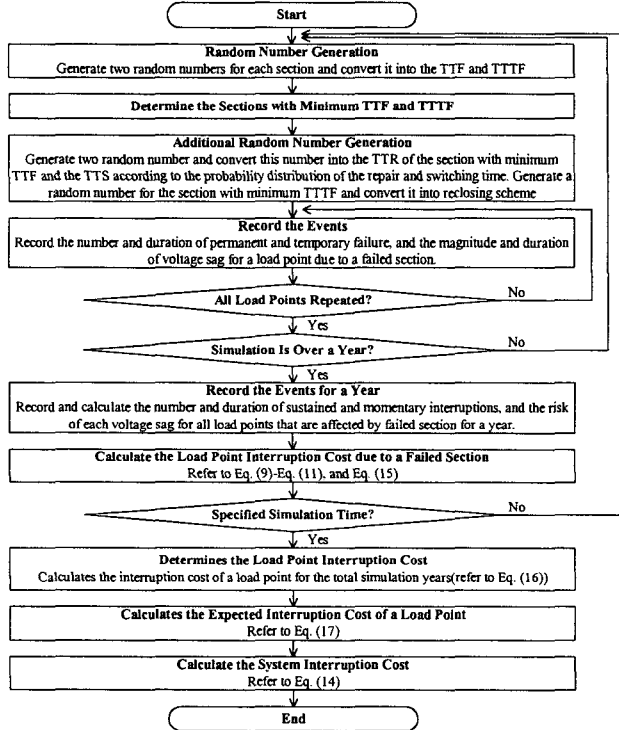 Start
Random Number Generation
Generate two random numbers for each section and convert it into the TTF and TTTF
Determine the Sections with Minimum TTF and TTTF
Additional Random Number Generation
Generate two random number and convert this number into the TTR of the section with minimum
TTF and the TTS according to the probability distribution of the repair and switching time. Generate a
random number for the section with minimum TTTF and convert it into reclosing scheme
Record the Events
Record the number and duration of permanent and temporary failure, and the magnitude and duration
of voltage sag for a load point due to a failed section.
All Load Points Repeated?
No
Yes
Simulation Is Over a Year?
No
Yes
Record the Events for a Year
Record and calculate the number and duration of sustained and momentary interruptions, and the risk
of each voltage sag for all load points that are affected by failed section for a year.
Calculate the Load Point Interruption Cost due to a Failed Section
Refer to Eq. (9)-Eq. (11), and Eq. (15)
Specified Simulation Time?
No
Yes
Determines the Load Point Interruption Cost
Calculates the interruption cost of a load point for the total simulation years(refer to Eq. (16))
Calculates the Expected Interruption Cost of a Load Point
Refer to Eq. (17)
Calculate the System Interruption Cost
Refer to Eq. (14)
End